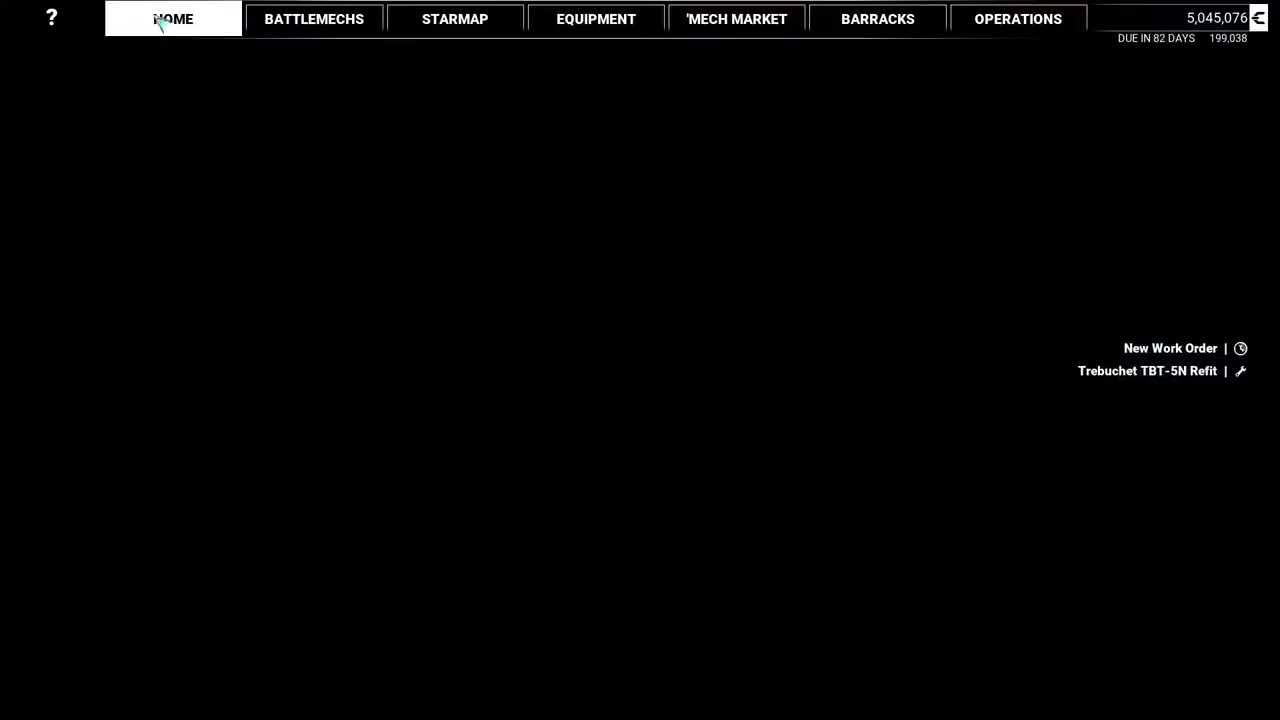 ?
HOME
BATTLEMECHS
STARMAP
EQUIPMENT
'MECH MARKET
BARRACKS
OPERATIONS
5,045,076
DUE IN 82 DAYS 199,038
New Work Order |
Trebuchet TBT-5N Refit |